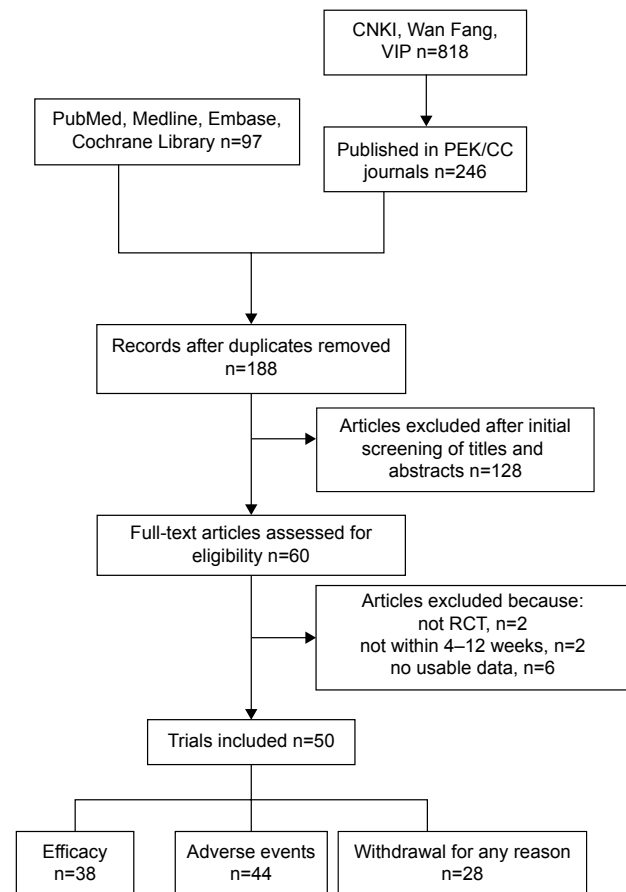 CNKI, Wan Fang,
VIP n=818
PubMed, Medline, Embase,
Cochrane Library n=97
Published in PEK/CC
journals n=246
Records after duplicates removed
n=188
Articles excluded after initial
screening of titles and
abstracts n=128
Full-text articles assessed for
eligibility n=60
Articles excluded because:
not RCT, n=2
not within 4–12 weeks, n=2
no usable data, n=6
Trials included n=50
Efficacy
n=38
Adverse events
n=44
Withdrawal for any reason
n=28